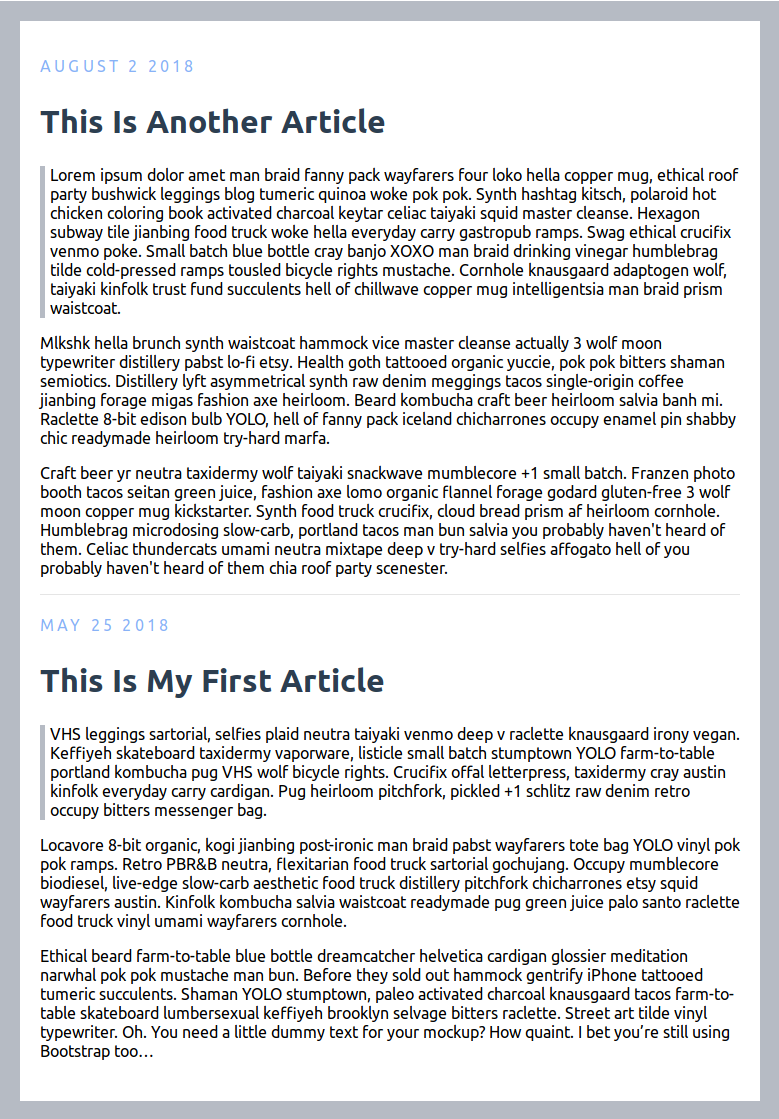 AUGUST 2 2018
This Is Another Article
Lorem ipsum dolor amet man braid fanny pack wayfarers four loko hella copper mug, ethical roof
party bushwick leggings blog tumeric quinoa woke pok pok. Synth hashtag kitsch, polaroid hot
chicken coloring book activated charcoal keytar celiac taiyaki squid master cleanse. Hexagon
subway tile jianbing food truck woke hella everyday carry gastropub ramps. Swag ethical crucifix
venmo poke. Small batch blue bottle cray banjo XOXO man braid drinking vinegar humblebrag
tilde cold-pressed ramps tousled bicycle rights mustache. Cornhole knausgaard adaptogen wolf,
taiyaki kinfolk trust fund succulents hell of chillwave copper mug intelligentsia man braid prism
waistcoat.
Mlkshk hella brunch synth waistcoat hammock vice master cleanse actually 3 wolf moon
typewriter distillery pabst lo-fi etsy. Health goth tattooed organic yuccie, pok pok bitters shaman
semiotics. Distillery lyft asymmetrical synth raw denim meggings tacos single-origin coffee
jianbing forage migas fashion axe heirloom. Beard kombucha craft beer heirloom salvia banh mi.
Raclette 8-bit edison bulb YOLO, hell of fanny pack iceland chicharrones occupy enamel pin shabby
chic readymade heirloom try-hard marfa.
Craft beer yr neutra taxidermy wolf taiyaki snackwave mumblecore +1 small batch. Franzen photo
booth tacos seitan green juice, fashion axe lomo organic flannel forage godard gluten-free 3 wolf
moon copper mug kickstarter. Synth food truck crucifix, cloud bread prism af heirloom cornhole.
Humblebrag microdosing slow-carb, portland tacos man bun salvia you probably haven't heard of
them. Celiac thundercats umami neutra mixtape deep v try-hard selfies affogato hell of you
probably haven't heard of them chia roof party scenester.
MAY 25 2018
This Is My First Article
VHS leggings sartorial, selfies plaid neutra taiyaki venmo deep v raclette knausgaard irony vegan.
Keffiyeh skateboard taxidermy vaporware, listicle small batch stumptown YOLO farm-to-table
portland kombucha pug VHS wolf bicycle rights. Crucifix offal letterpress, taxidermy cray austin
kinfolk everyday carry cardigan. Pug heirloom pitchfork, pickled +1 schlitz raw denim retro
occupy bitters messenger bag.
Locavore 8-bit organic, kogi jianbing post-ironic man braid pabst wayfarers tote bag YOLO vinyl pok
pok ramps. Retro PBR&B neutra, flexitarian food truck sartorial gochujang. Occupy mumblecore
biodiesel, live-edge slow-carb aesthetic food truck distillery pitchfork chicharrones etsy squid
wayfarers austin. Kinfolk kombucha salvia waistcoat readymade pug green juice palo santo raclette
food truck vinyl umami wayfarers cornhole.
Ethical beard farm-to-table blue bottle dreamcatcher helvetica cardigan glossier meditation
narwhal pok pok mustache man bun. Before they sold out hammock gentrify iPhone tattooed
tumeric succulents. Shaman YOLO stumptown, paleo activated charcoal knausgaard tacos farm-to-
table skateboard lumbersexual keffiyeh brooklyn selvage bitters raclette. Street art tilde vinyl
typewriter. Oh. You need a little dummy text for your mockup? How quaint. I bet you’re still using
Bootstrap too…